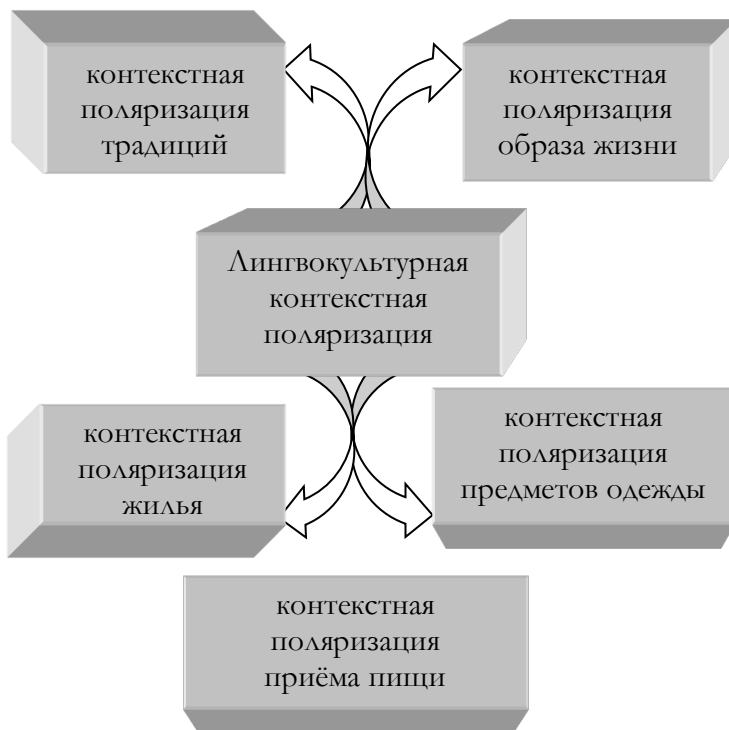 контекстная
поляризация
традиций
контекстная
поляризация
образа жизни
Лингвокультурная
контекстная
поляризация
контекстная
поляризация
жилья
контекстная
поляризация
предметов одежды
контекстная
поляризация
приёма пищи